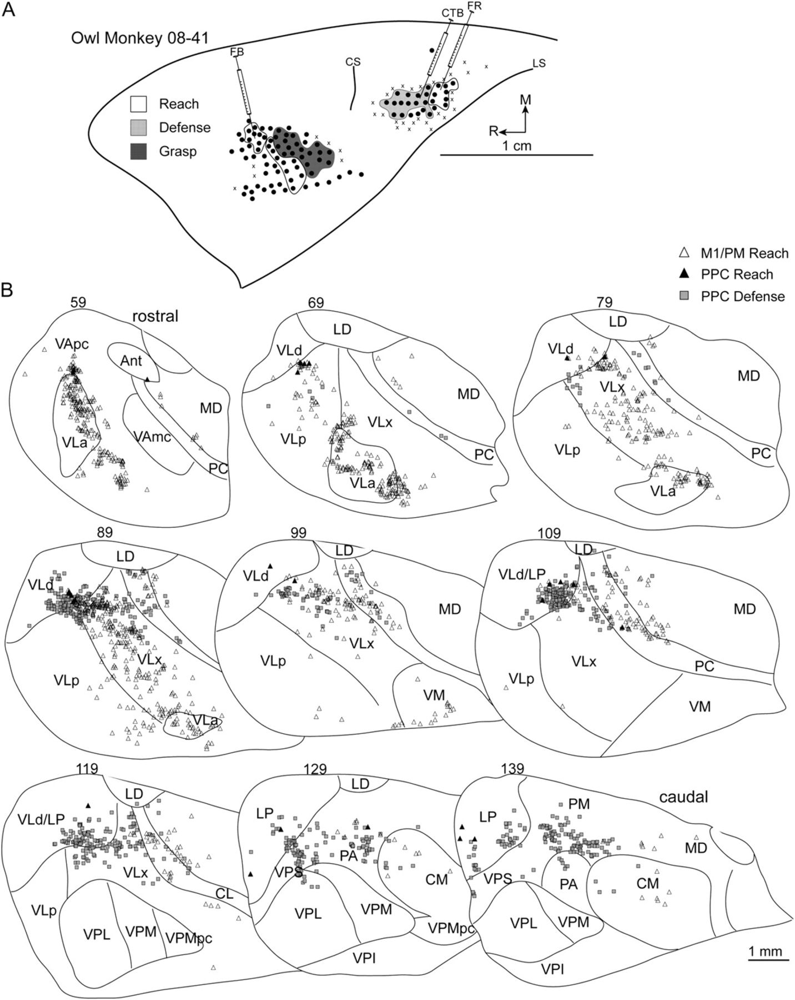 A
Owl Monkey 08-41
FB
CS
CTB
FR
LS
Reach
Defense
Grasp
M
R
1 cm
M1/PM Reach
PPC Reach
PPC Defense
B
59
rostral
VApc
Ant
MD
VLa
VAmc
PC
69
LD
VLd
MD
VLx
VLp
PC
VLa
79
LD
VLd
MD
VLx
VLp
PC
VLa
89
LD
VLd
VLx
VLp
VLa
99
LD
VLd
MD
VLx
VLp
VM
109
LD
VLd/LP
MD
VLx
PC
VLp
VM
119
LD
VLd/LP
VLx
CL
VLp
VPL
VPM
VPMpc
129
LD
LP
PA
VPS
CM
VPL
VPM
VPMpc
VPI
139
caudal
PM
LP
MD
VPS
PA
CM
VPL
VPM
VPI
1 mm